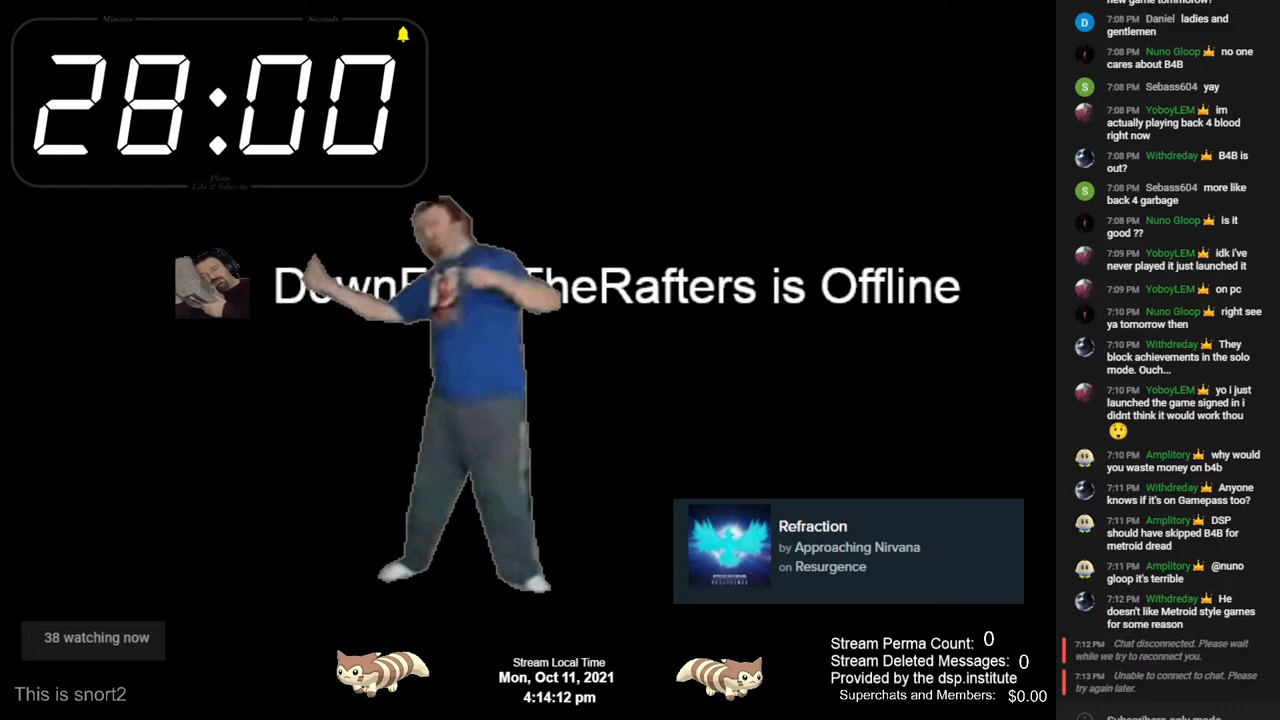 Minutes
Seconds
28:00
Please
Like & Subscribe
Down TheRafters is Offline
Refraction
by Approaching Nirvana
on Resurgence
38 watching now
This is snort2
Stream Local Time
Mon, Oct 11, 2021
4:14:12 pm
Stream Perma Count: 0
Stream Deleted Messages: 0
Provided by the dsp.institute
Superchats and Members: $0.00
7:08 PM Daniel ladies and
gentlemen
7:08 PM Nuno Gloop no one
cares about B4B
7:08 PM Sebass604 yay
7:08 PM YoboyLEM im
actually playing back 4 blood
right now
7:08 PM Withdreday B4B is
out?
7:08 PM Sebass604 more like
back 4 garbage
7:08 PM Nuno Gloop is it
good ??
7:09 PM YoboyLEM idk i've
never played it just launched it
7:09 PM YoboyLEM on pc
7:10 PM Nuno Gloop right see
ya tomorrow then
7:10 PM Withdreday They
block achievements in the solo
mode. Ouch...
7:10 PM YoboyLEM yo i just
launched the game signed in i
didnt think it would work thou
7:10 PM Amplitory why would
you waste money on b4b
7:11 PM Withdreday Anyone
knows if it's on Gamepass too?
7:11 PM Amplitory DSP
should have skipped B4B for
metroid dread
7:11 PM Amplitory @nuno
gloop it's terrible
7:12 PM Withdreday He
doesn't like Metroid style games
for some reason
7:12 PM Chat disconnected. Please wait
while we try to reconnect you.
7:13 PM Unable to connect to chat. Please
try again later.